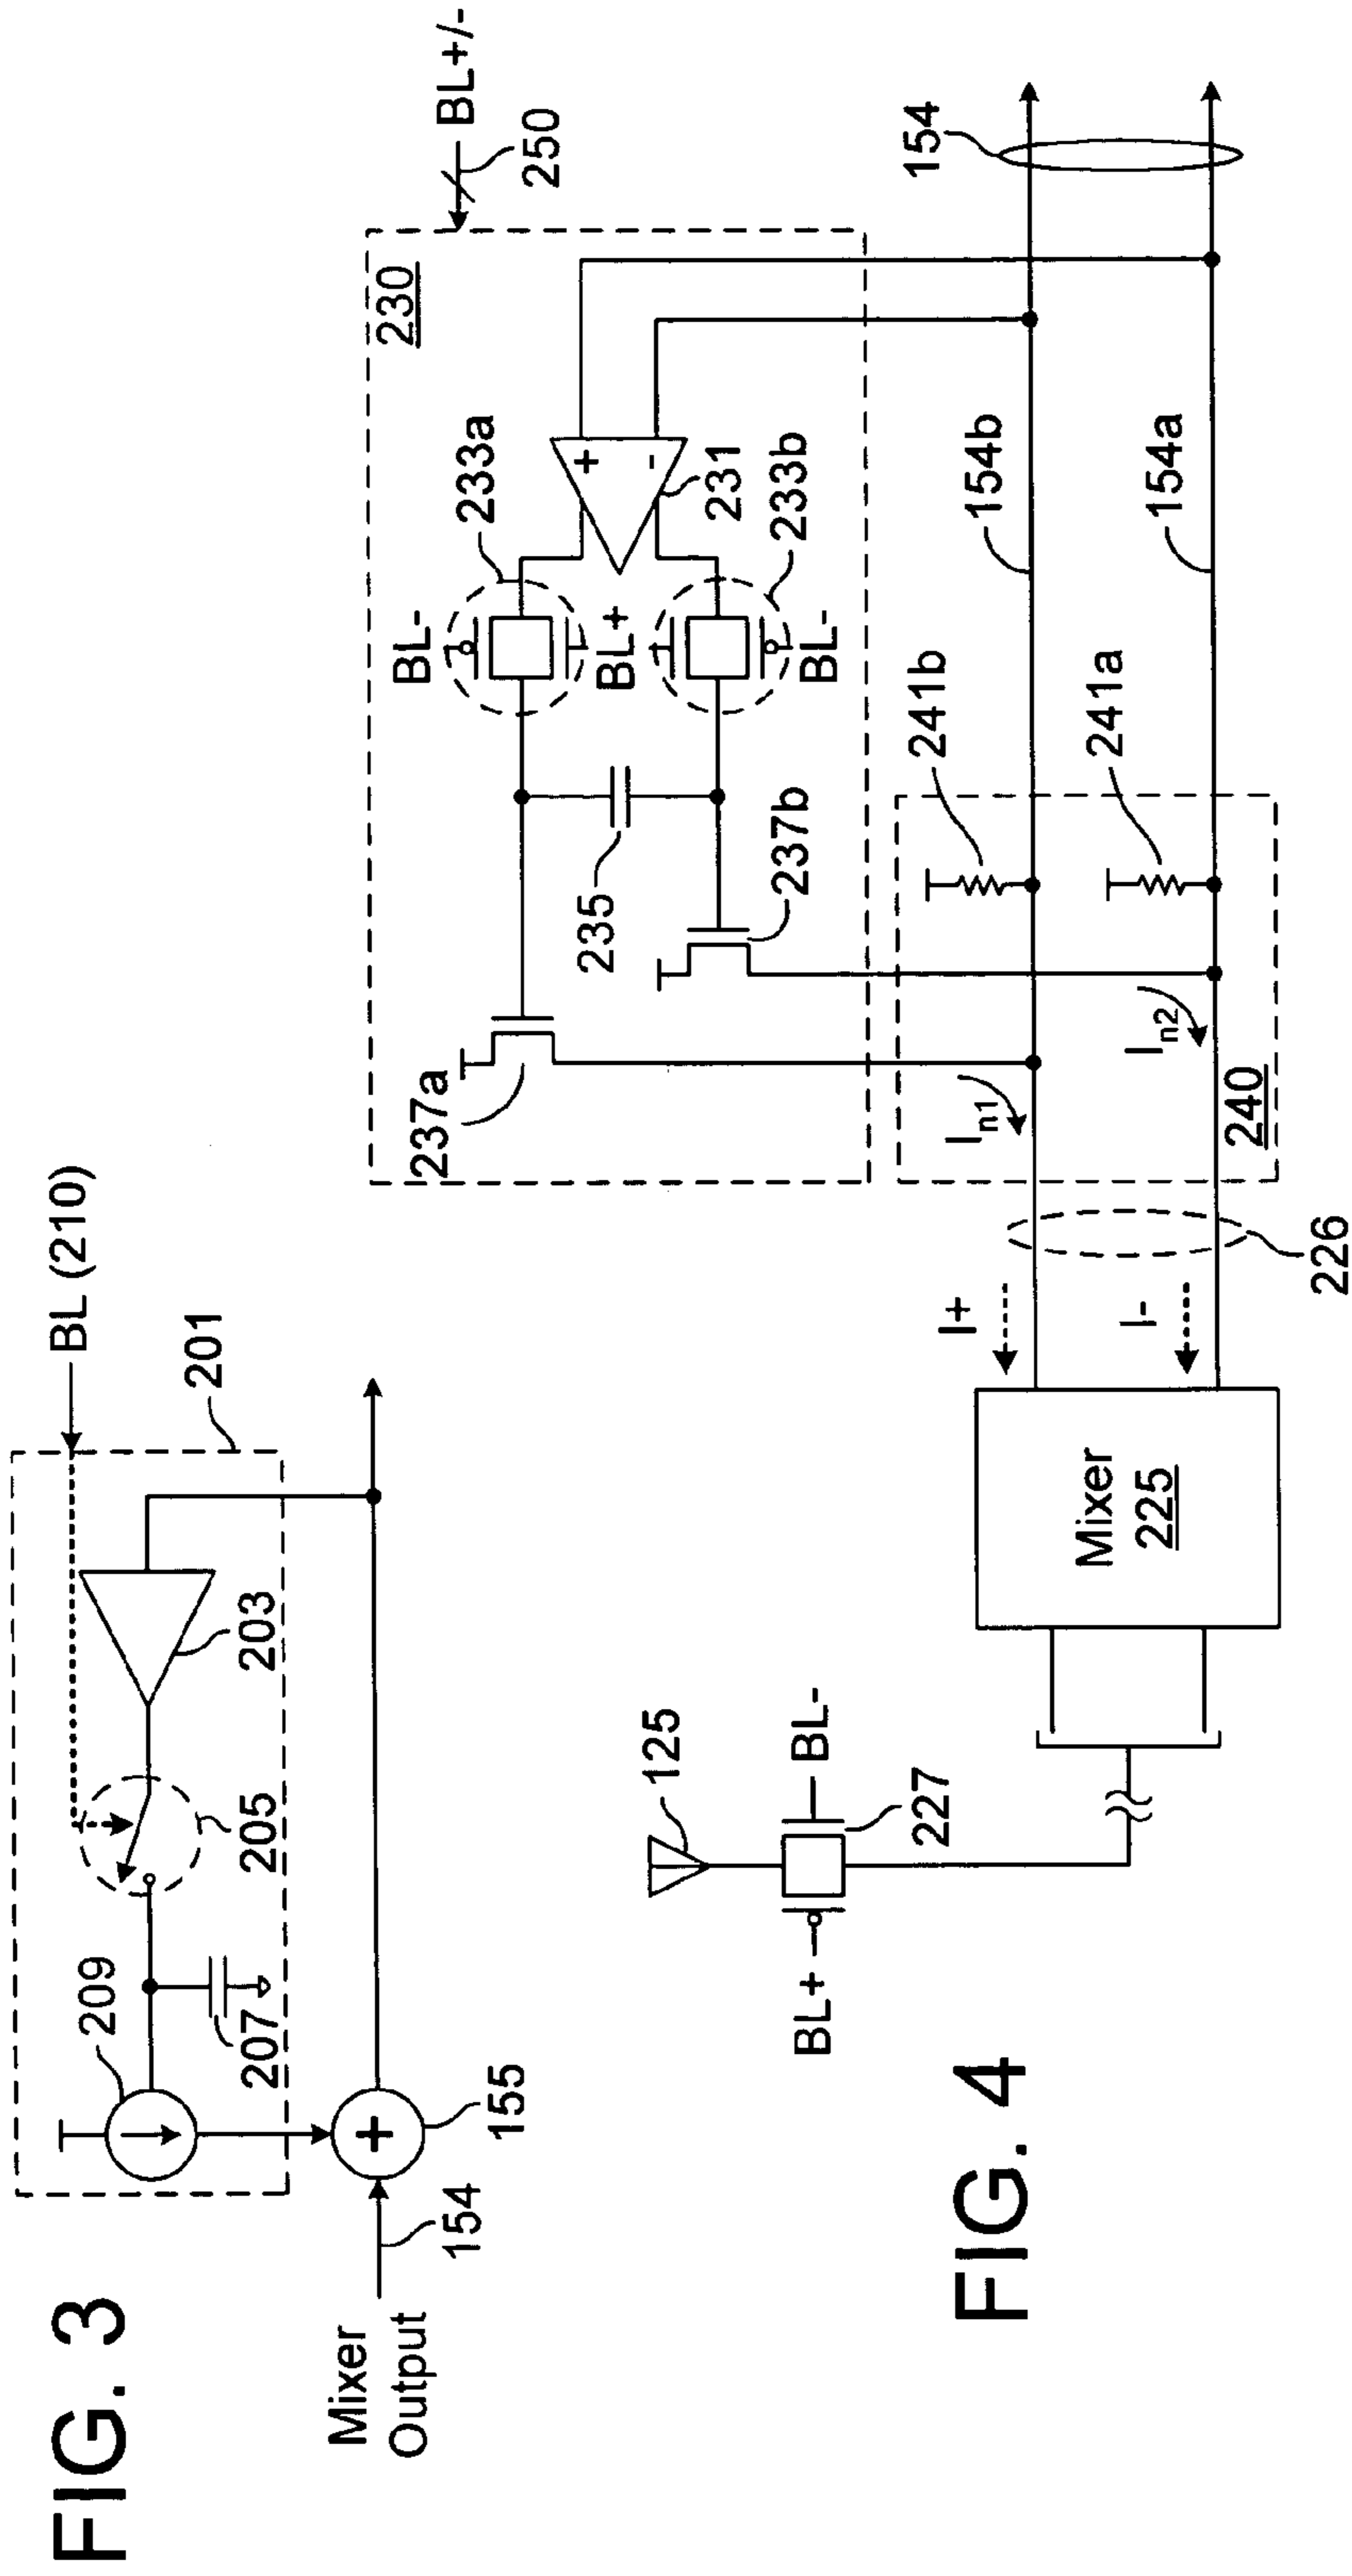 FIG. 3
BL (210)
201
203
205
209
207
155
154
Mixer
Output
FIG. 4
BL+/-
250
230
233a
BL-
BL+
231
233b
BL-
235
237a
237b
154
154b
154a
241b
241a
In1
In2
240
226
I+
I-
Mixer
225
125
BL-
227
BL+